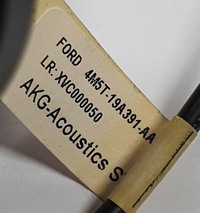 FORD 4M5T-19A391-AA
LR. XVC000050
AKG-Acoustics